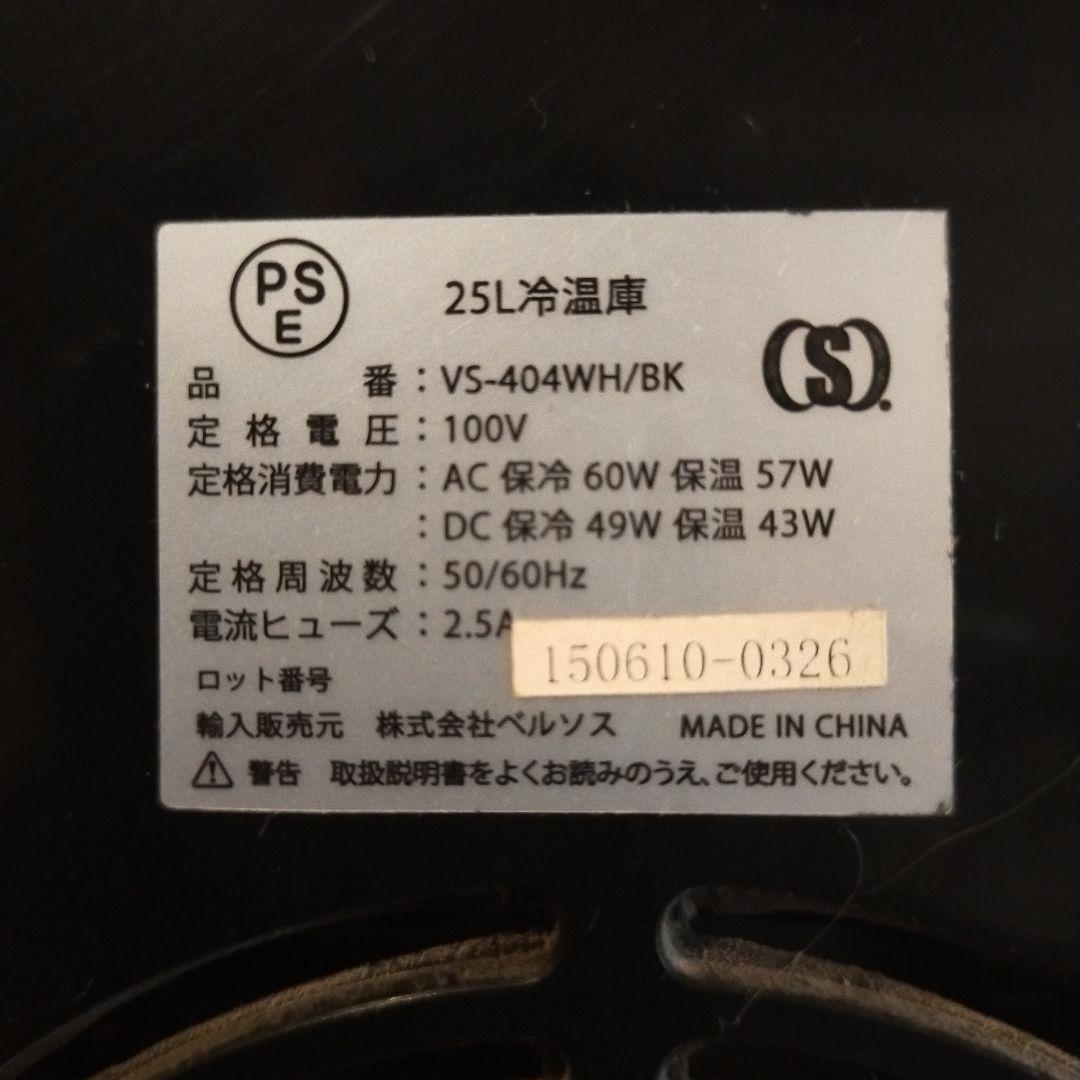 PS
E
25L冷温庫
(S).
品番：VS-404WH/BK
定格電圧：100V
定格消費電力：AC 保冷 60W 保温 57W
：DC 保冷 49W 保温 43W
定格周波数：50/60Hz
電流ヒューズ：2.5A
ロット番号 150610-0326
輸入販売元 株式会社ベルソス MADE IN CHINA
警告 取扱説明書をよくお読みのうえ、ご使用ください。